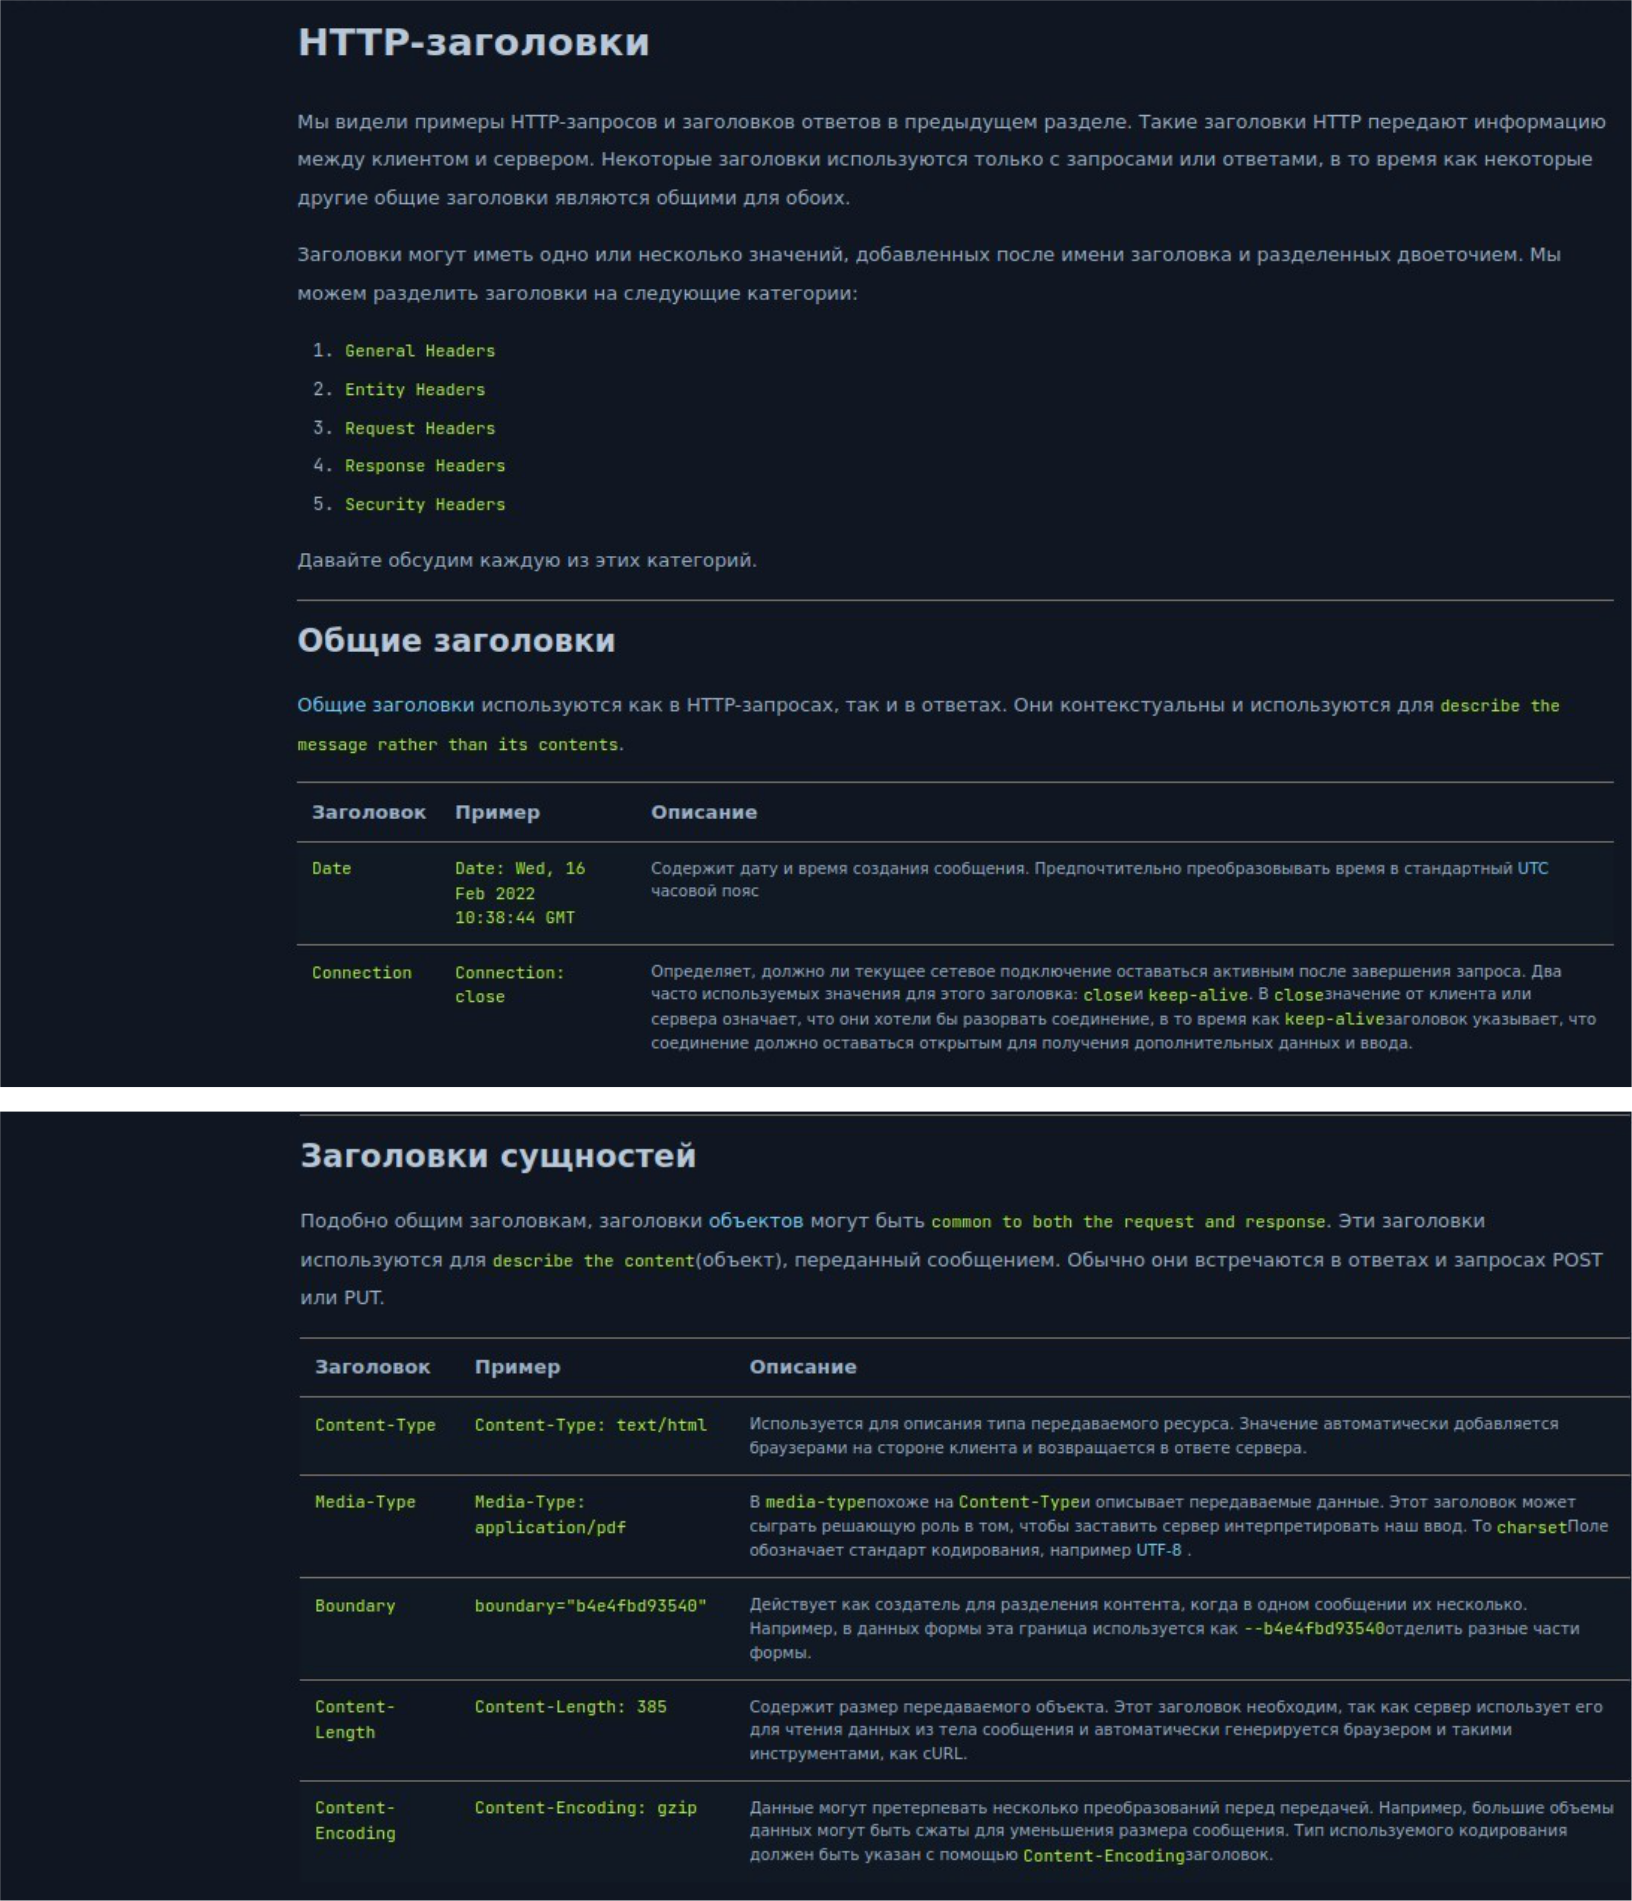 HTTP-заголовки
Мы видели примеры HTTP-запросов и заголовков ответов в предыдущем разделе. Такие заголовки HTTP передают информацию
между клиентом и сервером. Некоторые заголовки используются только с запросами или ответами, в то время как некоторые
другие общие заголовки являются общими для обоих.
Заголовки могут иметь одно или несколько значений, добавленных после имени заголовка и разделенных двоеточием. Мы
можем разделить заголовки на следующие категории:
1. General Headers
2. Entity Headers
3. Request Headers
4. Response Headers
5. Security Headers
Давайте обсудим каждую из этих категорий.
Общие заголовки
Общие заголовки используются как в HTTP-запросах, так и в ответах. Они контекстуальны и используются для describe the
message rather than its contents.
Заголовок Пример Описание
Date Date: Wed, 16 Содержит дату и время создания сообщения. Предпочтительно преобразовывать время в стандартный UTC
Feb 2022 часовой пояс
10:38:44 GMT
Connection Connection: Определяет, должно ли текущее сетевое подключение оставаться активным после завершения запроса. Два
close часто используемых значения для этого заголовка: closeи keep-alive. В closeзначение от клиента или
сервера означает, что они хотели бы разорвать соединение, в то время как keep-aliveзаголовок указывает, что
соединение должно оставаться открытым для получения дополнительных данных и ввода.
Заголовки сущностей
Подобно общим заголовкам, заголовки объектов могут быть common to both the request and response. Эти заголовки
используются для describe the content(объект), переданный сообщением. Обычно они встречаются в ответах и запросах POST
или PUT.
Заголовок Пример Описание
Content-Type Content-Type: text/html Используется для описания типа передаваемого ресурса. Значение автоматически добавляется
браузерами на стороне клиента и возвращается в ответе сервера.
Media-Type Media-Type: В media-typeпохоже на Content-Typeи описывает передаваемые данные. Этот заголовок может
application/pdf сыграть решающую роль в том, чтобы заставить сервер интерпретировать наш ввод. То charsetПоле
обозначает стандарт кодирования, например UTF-8 .
Boundary boundary="b4e4fbd93540" Действует как создатель для разделения контента, когда в одном сообщении их несколько.
Например, в данных формы эта граница используется как --b4e4fbd93540отделить разные части
формы.
Content- Content-Length: 385 Содержит размер передаваемого объекта. Этот заголовок необходим, так как сервер использует его
Length для чтения данных из тела сообщения и автоматически генерируется браузером и такими
инструментами, как cURL.
Content- Content-Encoding: gzip Данные могут претерпевать несколько преобразований перед передачей. Например, большие объемы
Encoding данных могут быть сжаты для уменьшения размера сообщения. Тип используемого кодирования
должен быть указан с помощью Content-Encodingзаголовок.